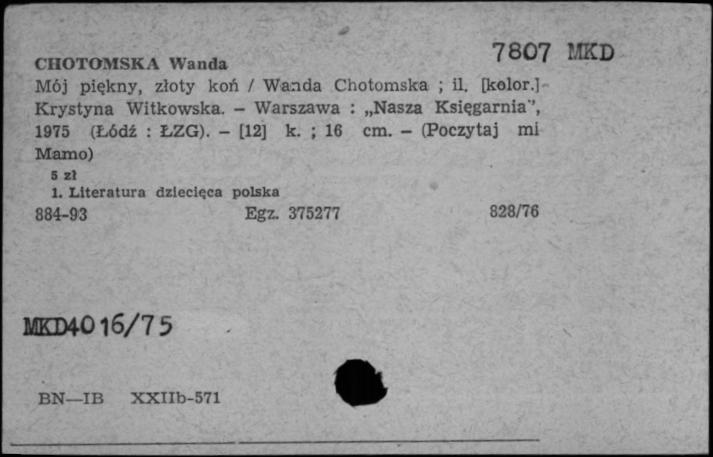 7807 MKD
CHOTOMSKA Wanda
Mój piękny, złoty koń / Wanda Chotomska ; il. [kolor.]
Krystyna Witkowska. — Warszawa : „Nasza Księgarnia",
1975 (Łódź : ŁZG). — [12] k. ; 16 cm. — (Poczytaj mi
Mamo)
5 zł
1. Literatura dziecięca polska
884-93 Egz. 375277 828/76
MKD4016/75
BN—IB XXIIb-571